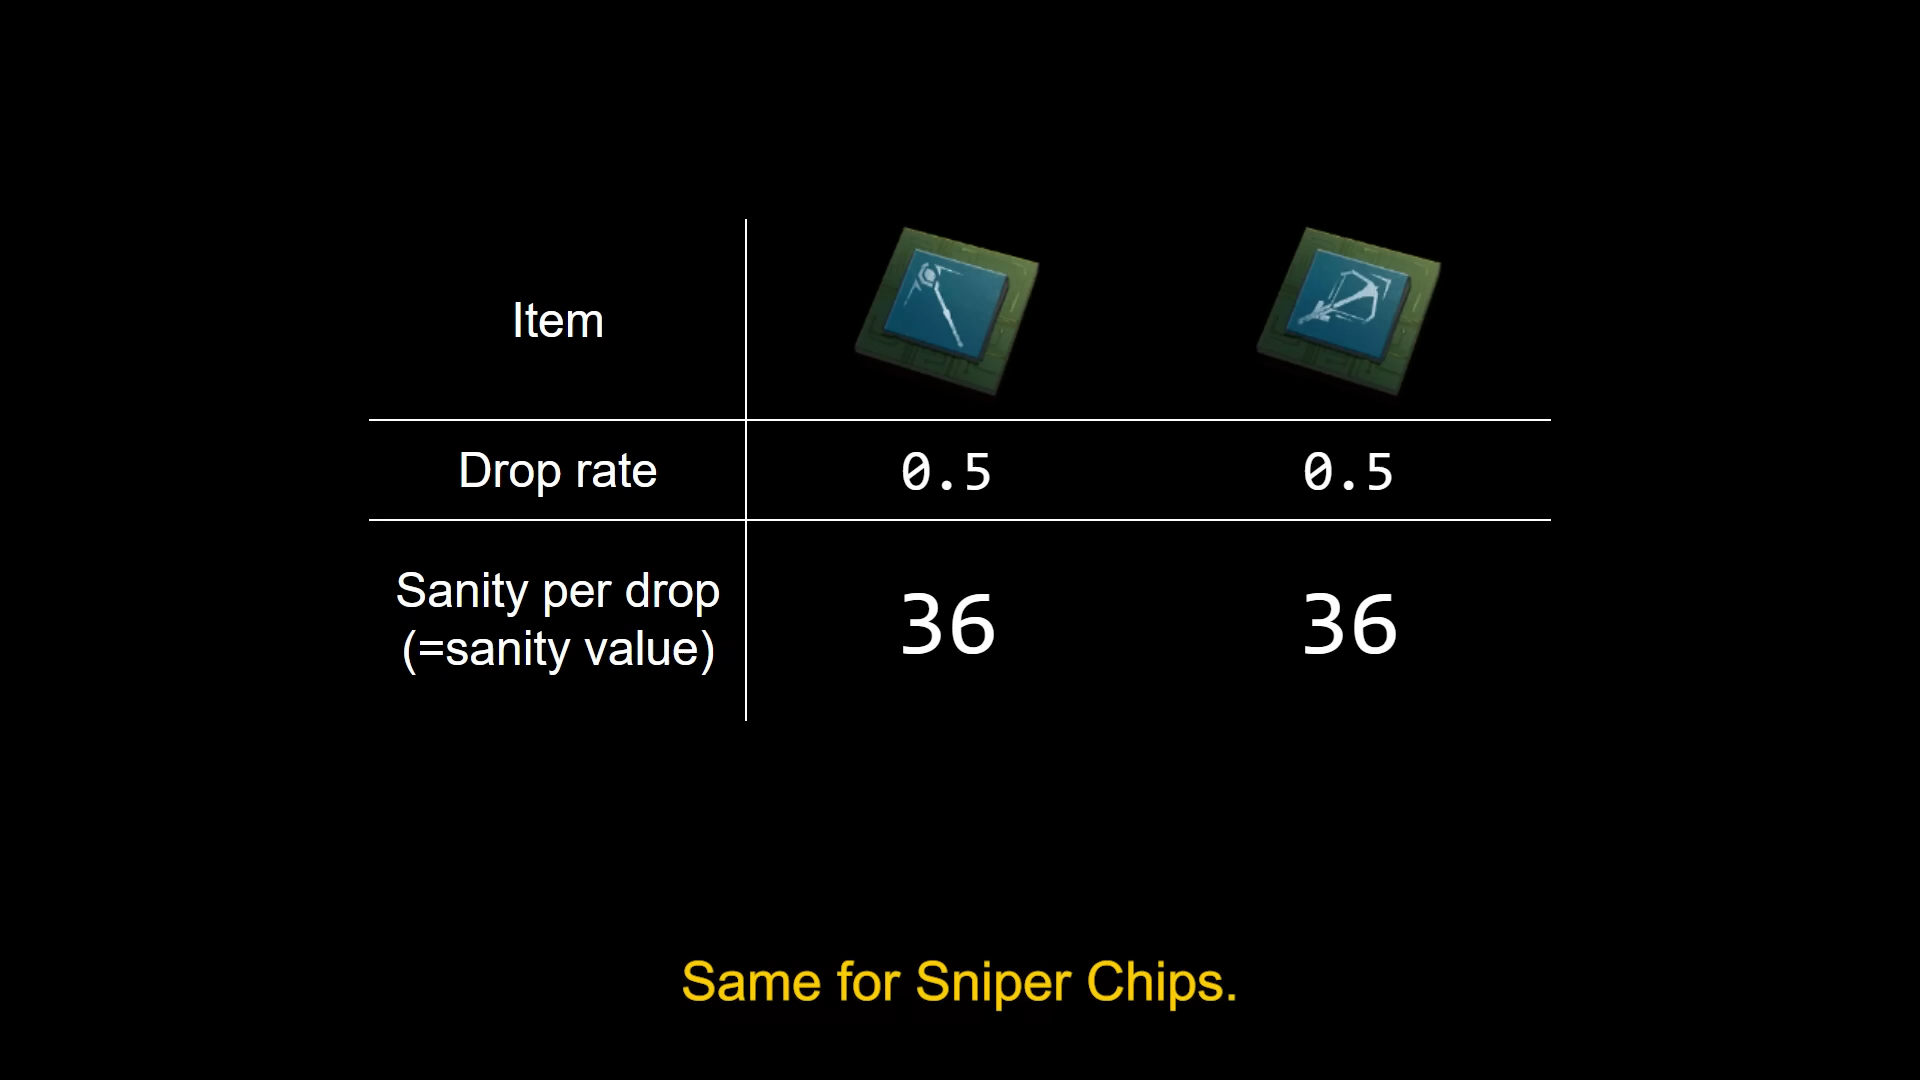 Item
Drop rate 0.5 0.5
Sanity per drop
(=sanity value) 36 36
Same for Sniper Chips.